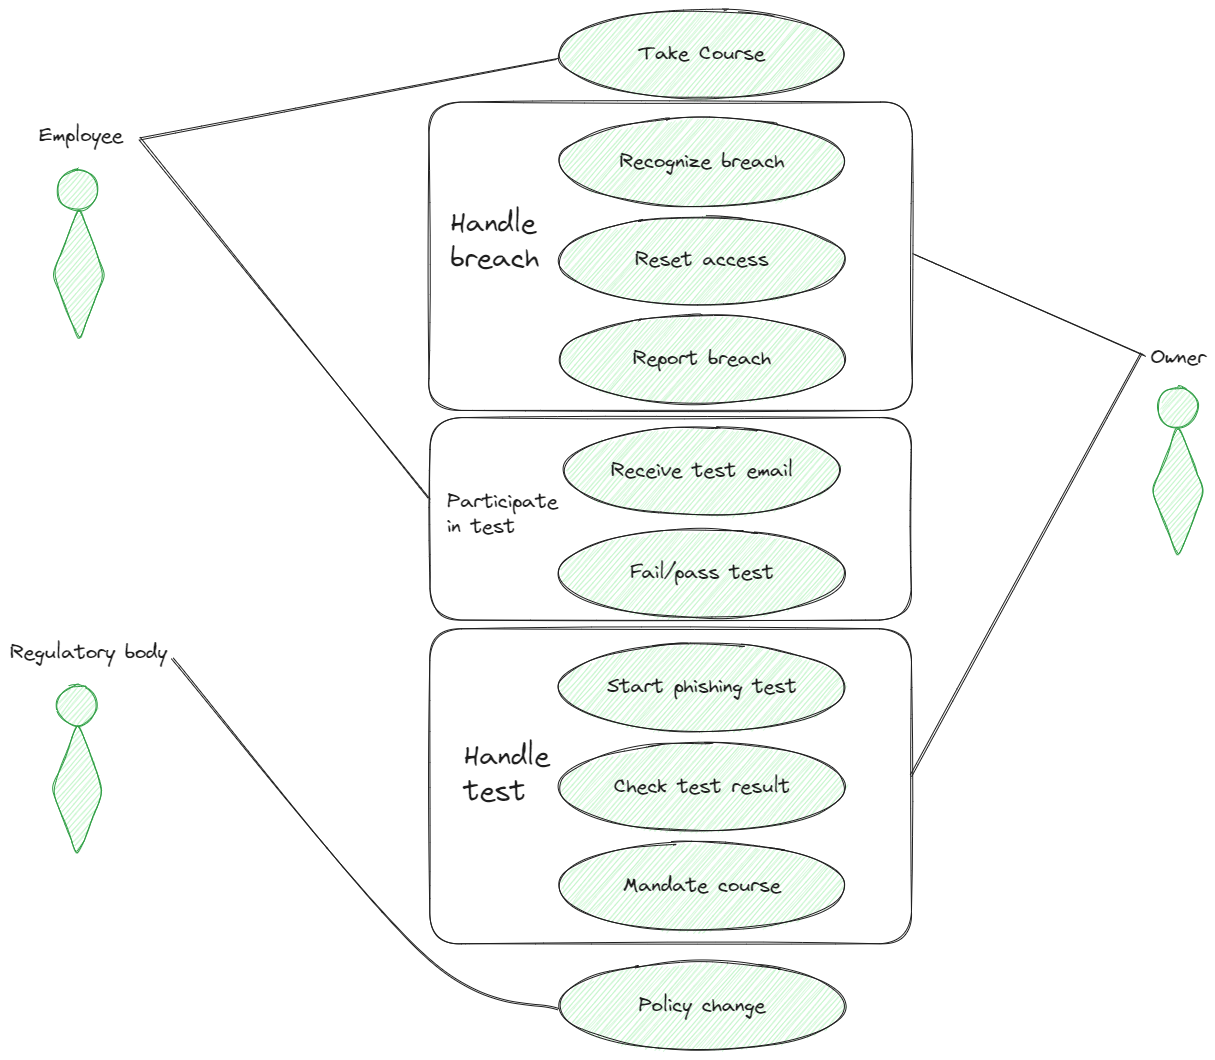 Take Course
Employee
Recognize breach
Handle
breach
Reset access
Report breach
Owner
Receive test email
Participate
in test
Fail/pass test
Regulatory body
Start phishing test
Handle
test
Check test result
Mandate course
Policy change